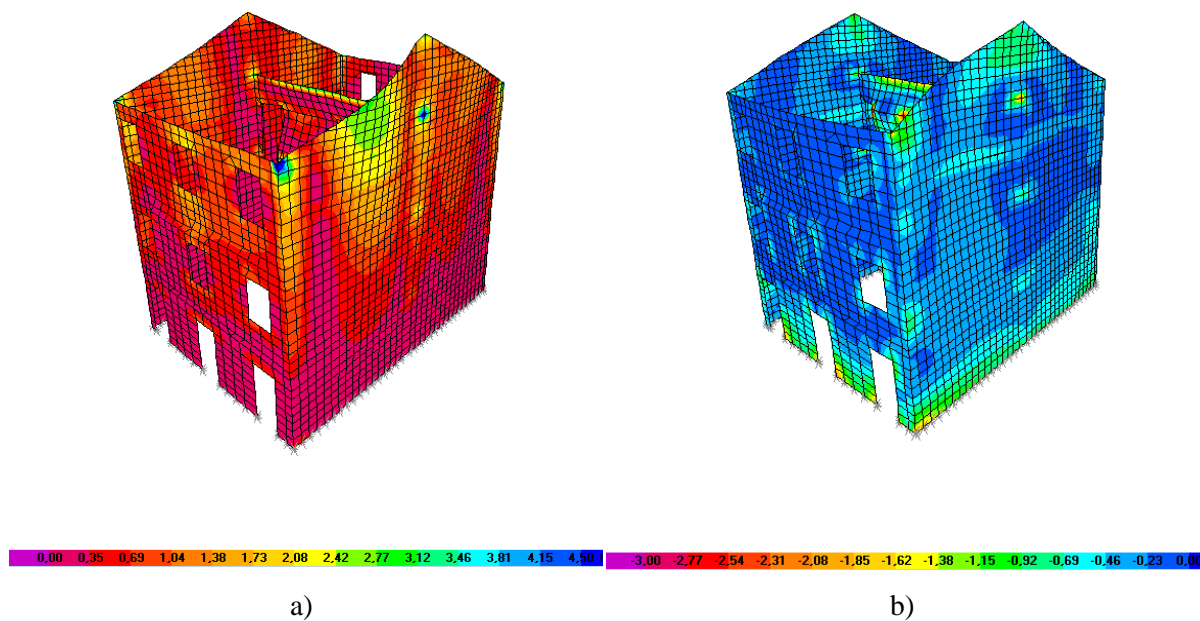 0,00 0,35 0,69 1,04 1,38 1,73 2,08 2,42 2,77 3,12 3,46 3,81 4,15 4,50
-3,00 -2,77 -2,54 -2,31 -2,08 -1,85 -1,62 -1,38 -1,15 -0,92 -0,69 -0,46 -0,23 0,00
a)
b)